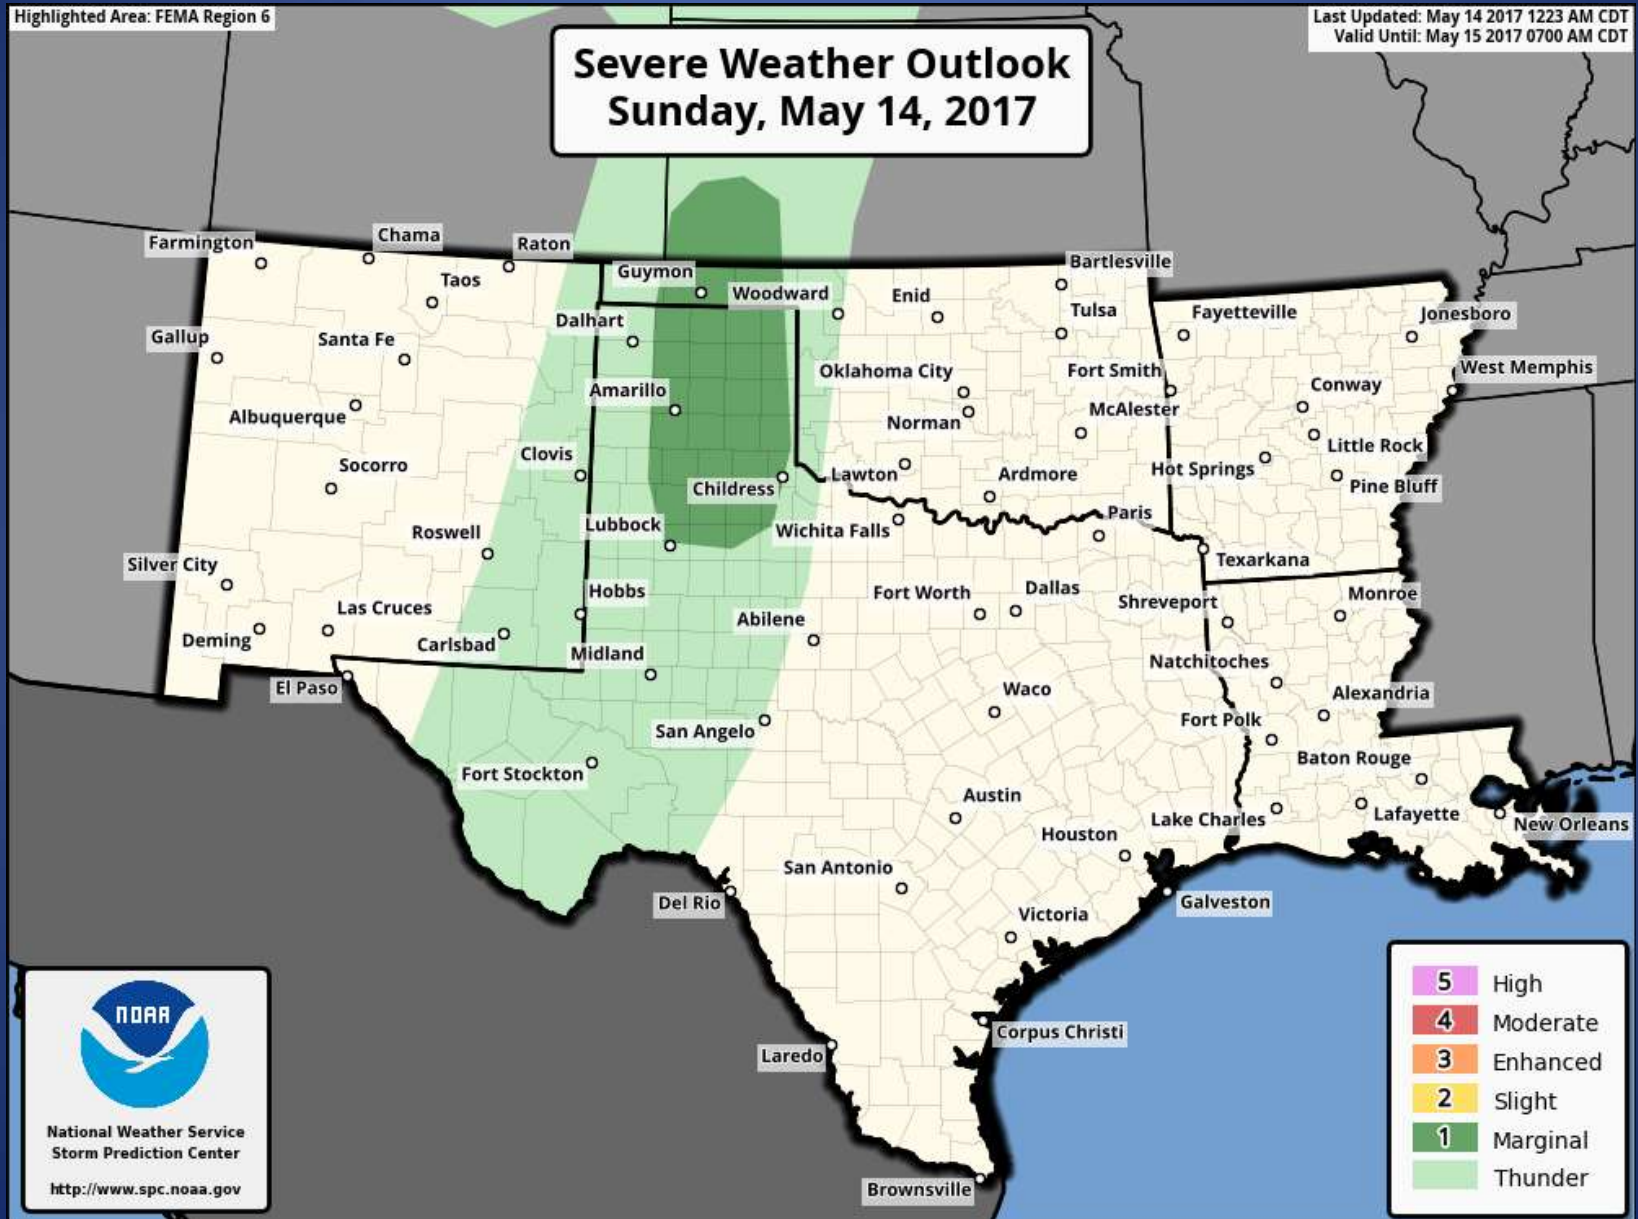 Highlighted Area: FEMA Region 6
Last Updated: May 14 2017 1223 AM CDT
Valid Until: May 15 2017 0700 AM CDT
Severe Weather Outlook
Sunday, May 14, 2017
Farmington
Chama
Raton
Taos
Guymon
Woodward
Enid
Bartlesville
Tulsa
Fayetteville
Jonesboro
Gallup
Santa Fe
Dalhart
Oklahoma City
Fort Smith
West Memphis
Amarillo
Conway
Albuquerque
Norman
McAlester
Little Rock
Clovis
Socorro
Lawton
Ardmore
Hot Springs
Pine Bluff
Childress
Roswell
Lubbock
Wichita Falls
Paris
Texarkana
Silver City
Las Cruces
Hobbs
Fort Worth
Dallas
Shreveport
Monroe
Deming
Carlsbad
Midland
Abilene
Natchitoches
El Paso
Waco
Alexandria
San Angelo
Fort Polk
Fort Stockton
Baton Rouge
Austin
Lake Charles
Lafayette
New Orleans
Houston
San Antonio
Del Rio
Galveston
Victoria
Corpus Christi
Laredo
Brownsville
NOAA
National Weather Service
Storm Prediction Center
http://www.spc.noaa.gov
5 High
4 Moderate
3 Enhanced
2 Slight
1 Marginal
Thunder